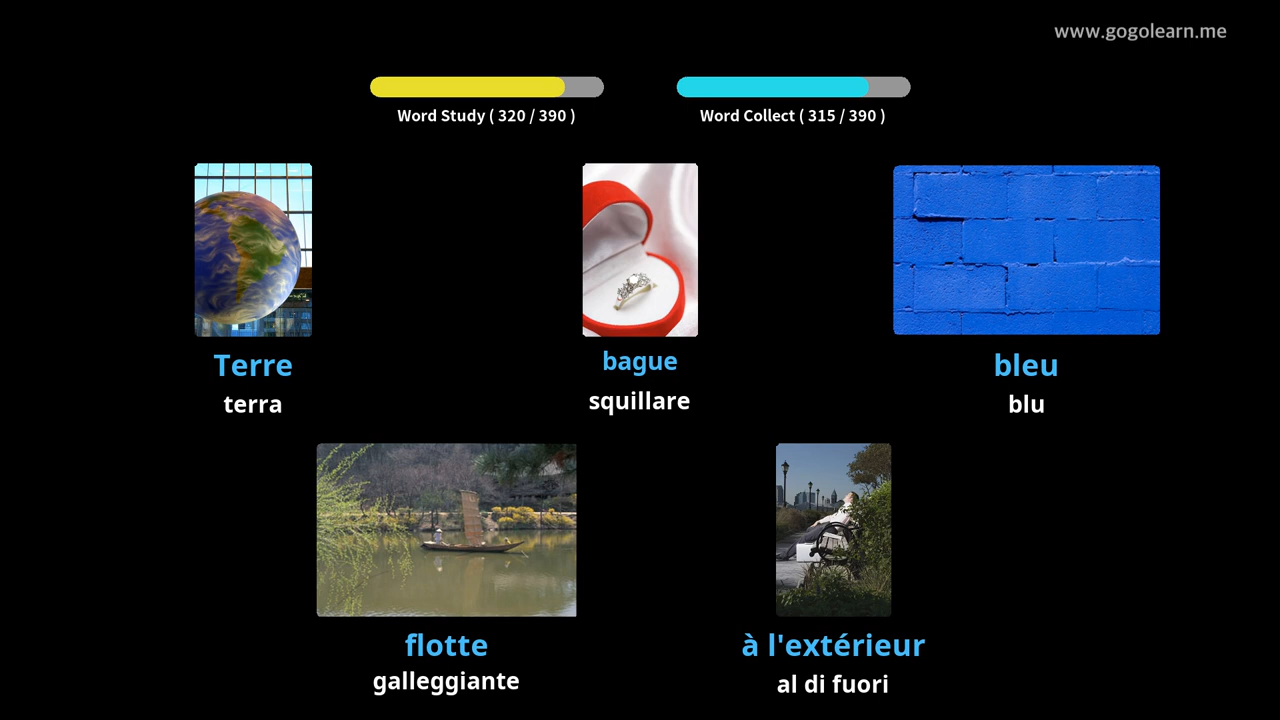 www.gogolearn.me
Word Study ( 320 / 390 )
Word Collect ( 315 / 390 )
Terre
terra
bague
squillare
bleu
blu
flotte
galleggiante
à l'extérieur
al di fuori